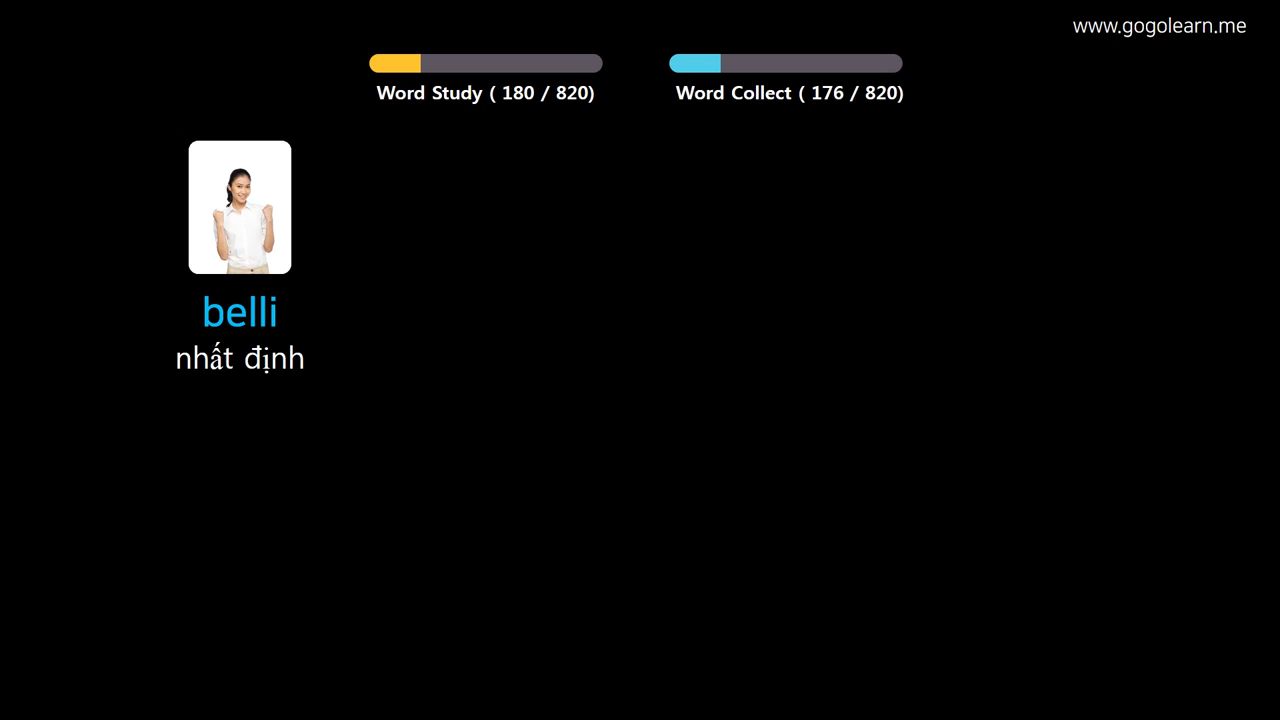 www.gogolearn.me
Word Study ( 180 / 820)
Word Collect ( 176 / 820)
belli
nhất định